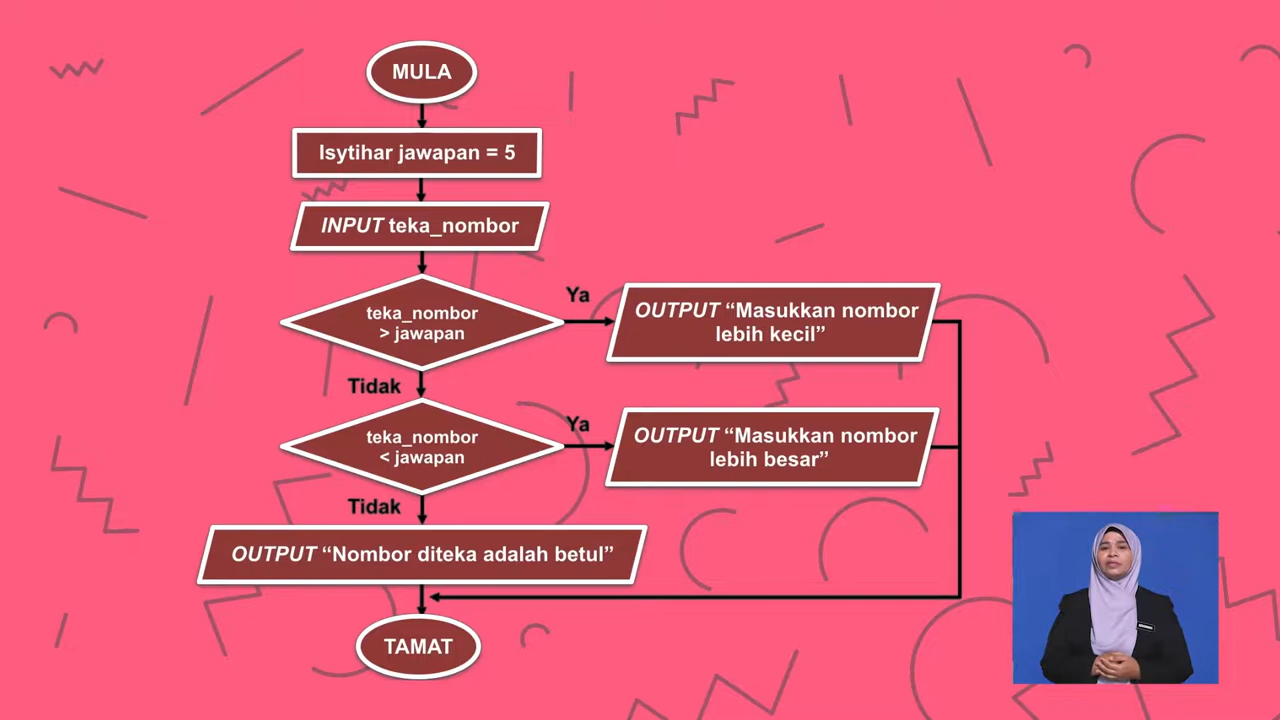 MULA
Isytihar jawapan = 5
INPUT teka_nombor
teka_nombor
> jawapan
Ya
OUTPUT “Masukkan nombor
lebih kecil”
Tidak
teka_nombor
< jawapan
Ya
OUTPUT “Masukkan nombor
lebih besar”
Tidak
OUTPUT “Nombor diteka adalah betul”
TAMAT